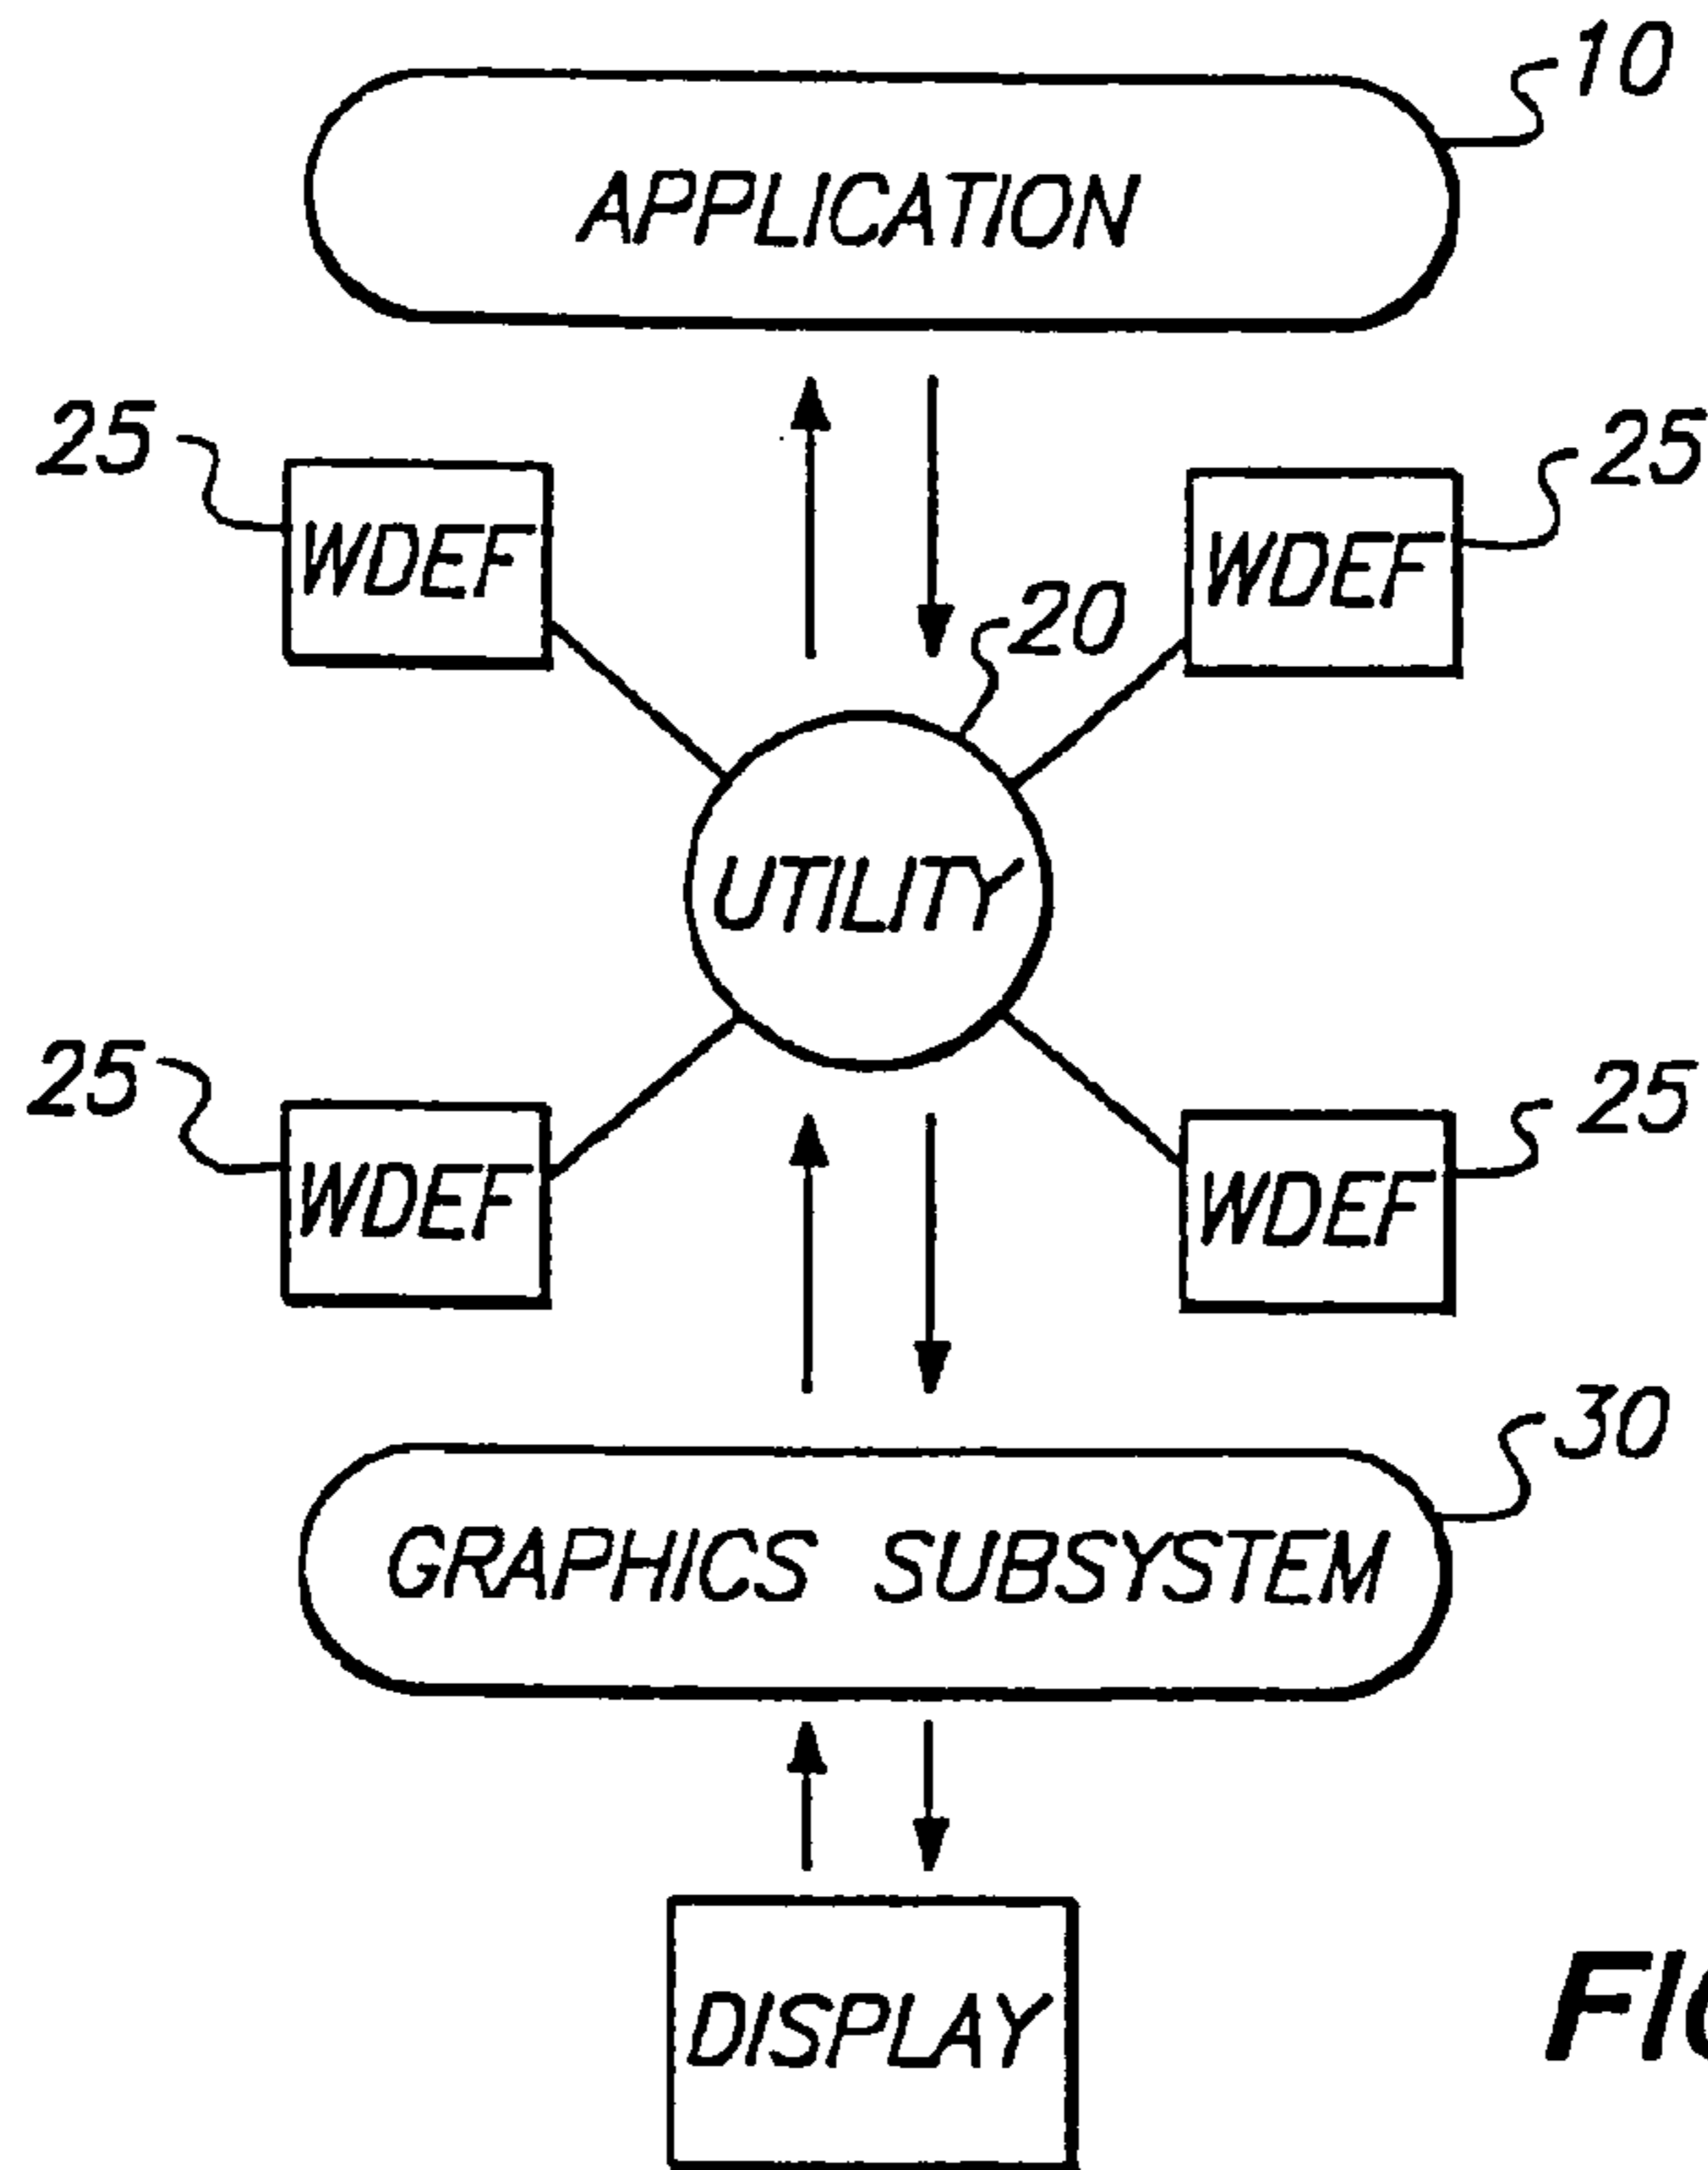 10
APPLICATION
25
25
WDEF
WDEF
20
UTILITY
25
25
WDEF
WDEF
30
GRAPHICS SUBSYSTEM
DISPLAY